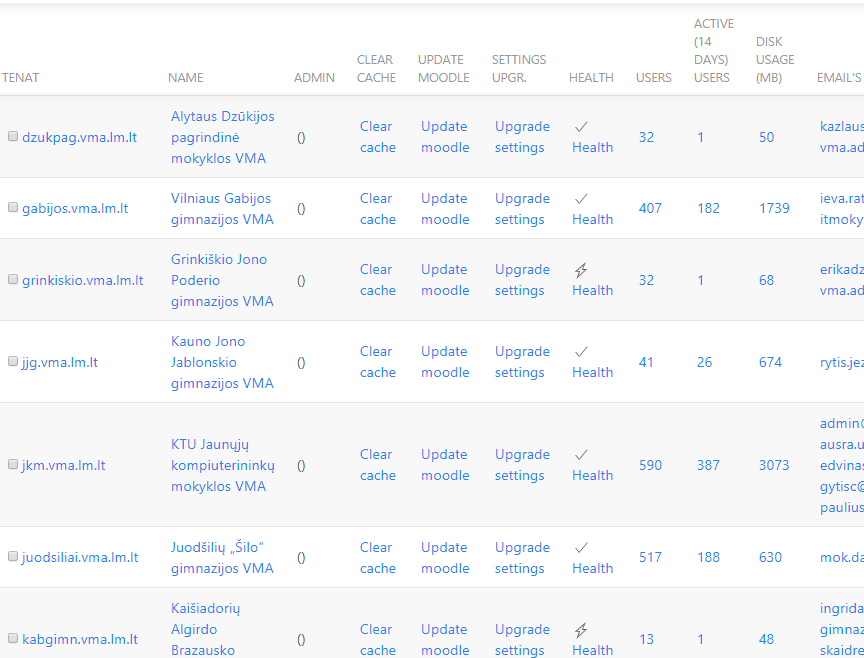 TENAT NAME ADMIN CLEAR CACHE UPDATE MOODLE SETTINGS UPGR. HEALTH USERS ACTIVE (14 DAYS) USERS DISK USAGE (MB) EMAIL'S
dzukpag.vma.lm.lt
Alytaus Dzūkijos
pagrindinė
mokyklos VMA
()
Clear
cache
Update
moodle
Upgrade
settings
Health
32
1
50
kazlaus
vma.ad
gabijos.vma.lm.lt
Vilniaus Gabijos
gimnazijos VMA
()
Clear
cache
Update
moodle
Upgrade
settings
Health
407
182
1739
ieva.rat
itmoky
grinkiskio.vma.lm.lt
Grinkiškio Jono
Poderio
gimnazijos VMA
()
Clear
cache
Update
moodle
Upgrade
settings
Health
32
1
68
erikadz
vma.ad
jjg.vma.lm.lt
Kauno Jono
Jablonskio
gimnazijos VMA
()
Clear
cache
Update
moodle
Upgrade
settings
Health
41
26
674
rytis.jez
jkm.vma.lm.lt
KTU Jaunųjų
kompiuterininkų
mokyklos VMA
()
Clear
cache
Update
moodle
Upgrade
settings
Health
590
387
3073
admin@
ausra.u
edvinas
gytisc@
paulius
juodsiliai.vma.lm.lt
Juodšilių „Šilo“
gimnazijos VMA
()
Clear
cache
Update
moodle
Upgrade
settings
Health
517
188
630
mok.da
kabgimn.vma.lm.lt
Kaišiadorių
Algirdo
Brazausko
()
Clear
cache
Update
moodle
Upgrade
settings
Health
13
1
48
ingrida
gimnaz
skaidre